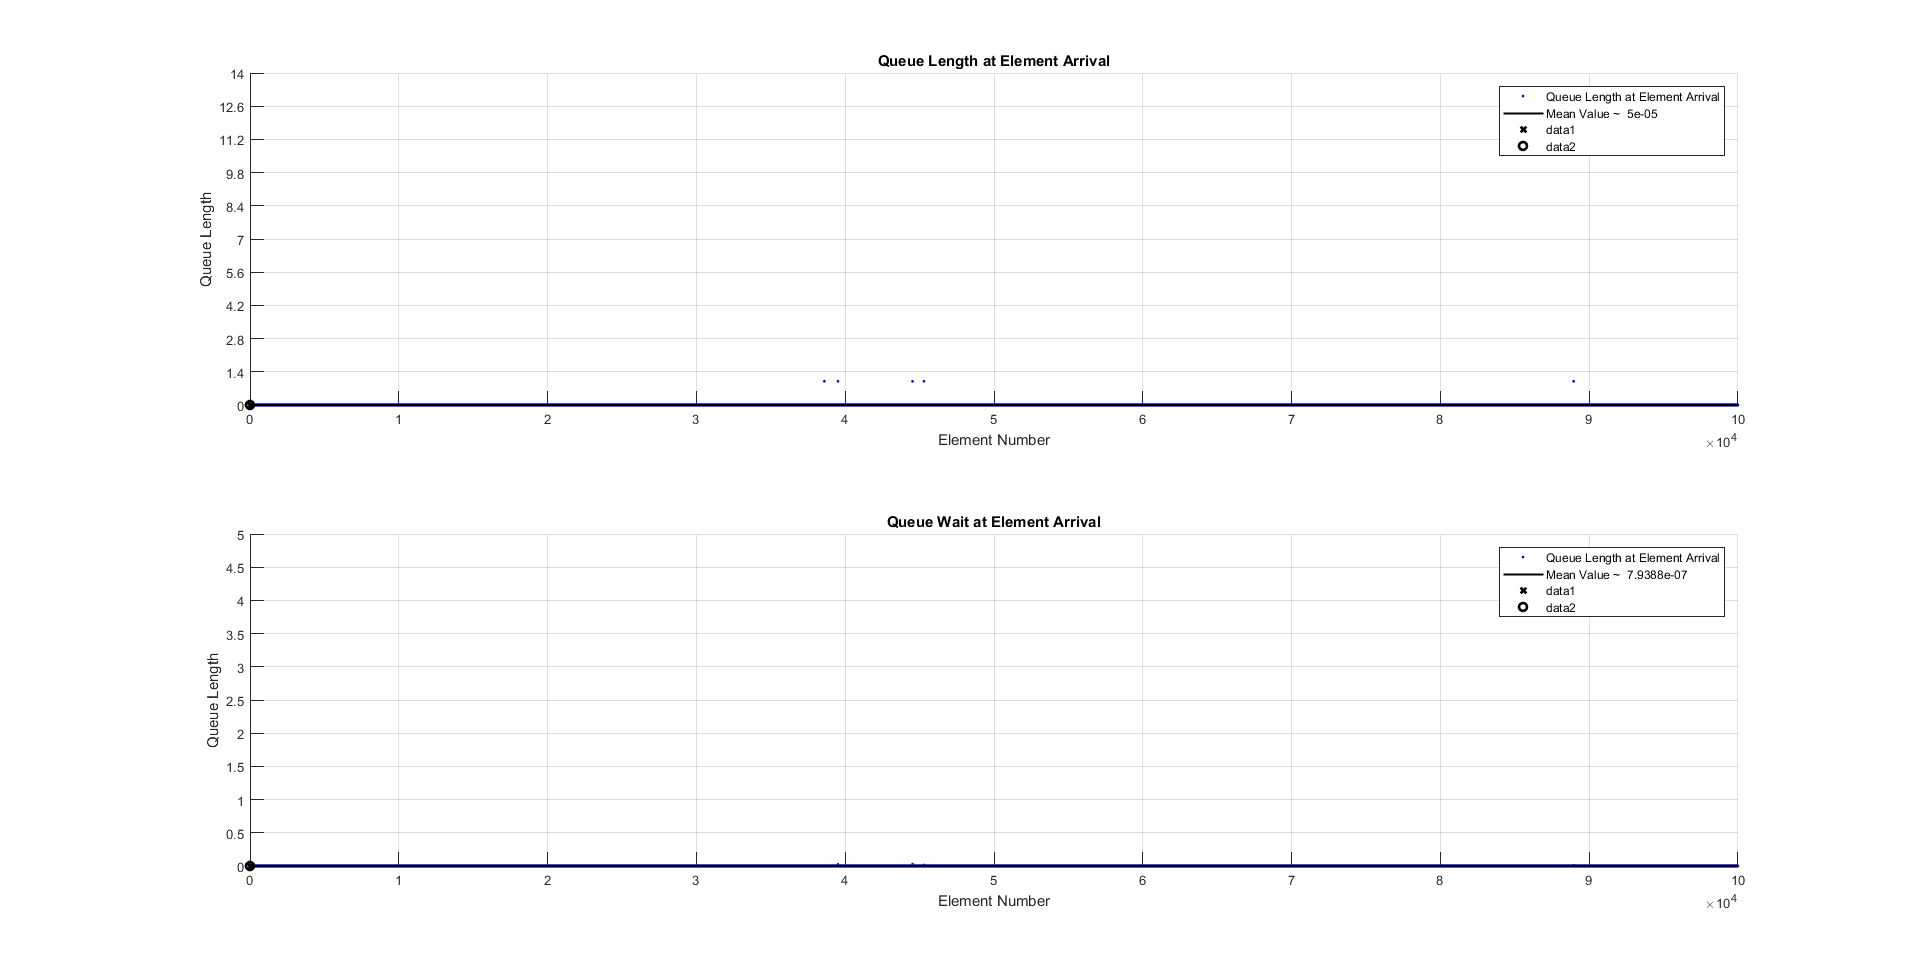 Queue Length at Element Arrival
14
12.6
11.2
9.8
8.4
7
5.6
4.2
2.8
1.4
0
Queue Length
Queue Length at Element Arrival
Mean Value ~ 5e-05
data1
data2
0 1 2 3 4 5 6 7 8 9 10
Element Number
×10^4
Queue Wait at Element Arrival
5
4.5
4
3.5
3
2.5
2
1.5
1
0.5
0
Queue Length
Queue Length at Element Arrival
Mean Value ~ 7.9388e-07
data1
data2
0 1 2 3 4 5 6 7 8 9 10
Element Number
×10^4